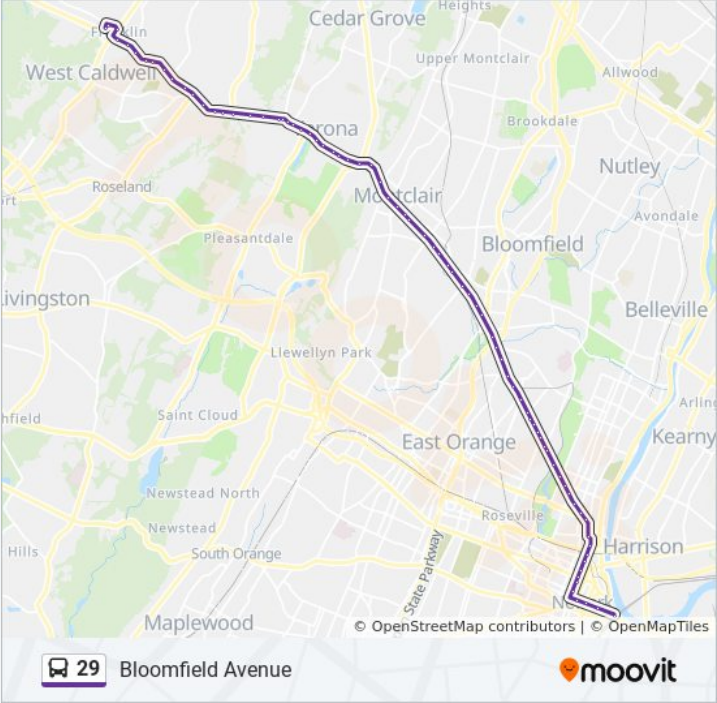 Heights
Cedar Grove
Franklin
Upper Montclair
West Caldwell
Allwood
Brookdale
Verona
Nutley
Roseland
Montclair
Avondale
Pleasantdale
Bloomfield
Livingston
Belleville
Llewellyn Park
Saint Cloud
East Orange
Kearny
Newstead North
Roseville
Newstead
Harrison
Hills
South Orange
State Parkway
Newark
Maplewood
© OpenStreetMap contributors | © OpenMapTiles
29 Bloomfield Avenue
moovit